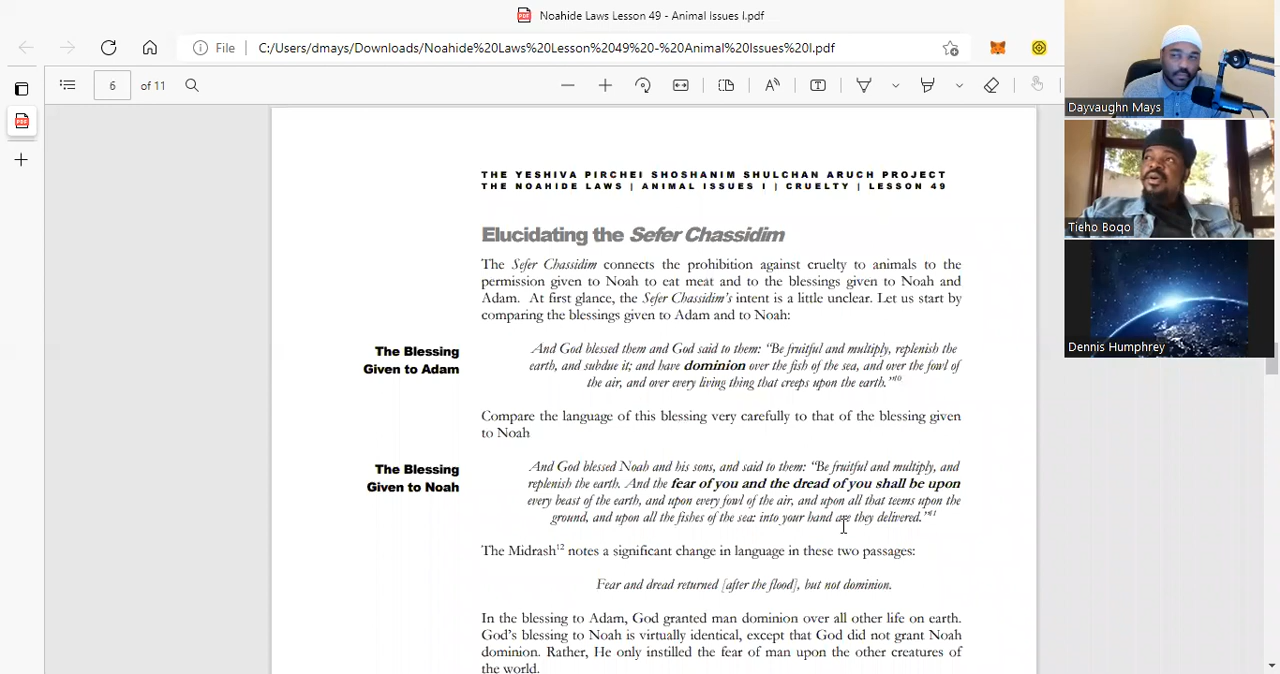 Noahide Laws Lesson 49 - Animal Issues I.pdf
File C:/Users/dmays/Downloads/Noahide%20Laws%20Lesson%2049%20-%20Animal%20Issues%20I.pdf
6 of 11
THE YESHIVA PIRCHEI SHOSHANIM SHULCHAN ARUCH PROJECT
THE NOAHIDE LAWS | ANIMAL ISSUES I | CRUELTY | LESSON 49
Elucidating the Sefer Chassidim
The Sefer Chassidim connects the prohibition against cruelty to animals to the
permission given to Noah to eat meat and to the blessings given to Noah and
Adam. At first glance, the Sefer Chassidim's intent is a little unclear. Let us start by
comparing the blessings given to Adam and to Noah:
The Blessing
Given to Adam
And God blessed them and God said to them: “Be fruitful and multiply, replenish the
earth, and subdue it; and have dominion over the fish of the sea, and over the fowl of
the air, and over every living thing that creeps upon the earth.”10
Compare the language of this blessing very carefully to that of the blessing given
to Noah
The Blessing
Given to Noah
And God blessed Noah and his sons, and said to them: “Be fruitful and multiply, and
replenish the earth. And the fear of you and the dread of you shall be upon
every beast of the earth, and upon every fowl of the air, and upon all that teems upon the
ground, and upon all the fishes of the sea: into your hand are they delivered.”11
The Midrash12 notes a significant change in language in these two passages:
Fear and dread returned [after the flood], but not dominion.
In the blessing to Adam, God granted man dominion over all other life on earth.
God's blessing to Noah is virtually identical, except that God did not grant Noah
dominion. Rather, He only instilled the fear of man upon the other creatures of
the world.
Dayvaughn Mays
Tieho Boqo
Dennis Humphrey